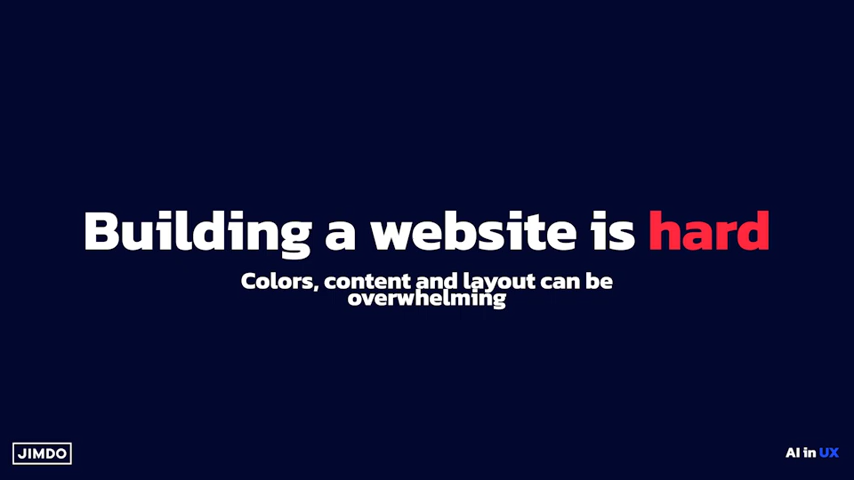 Building a website is hard
Colors, content and layout can be
overwhelming
JIMDO
AI in UX